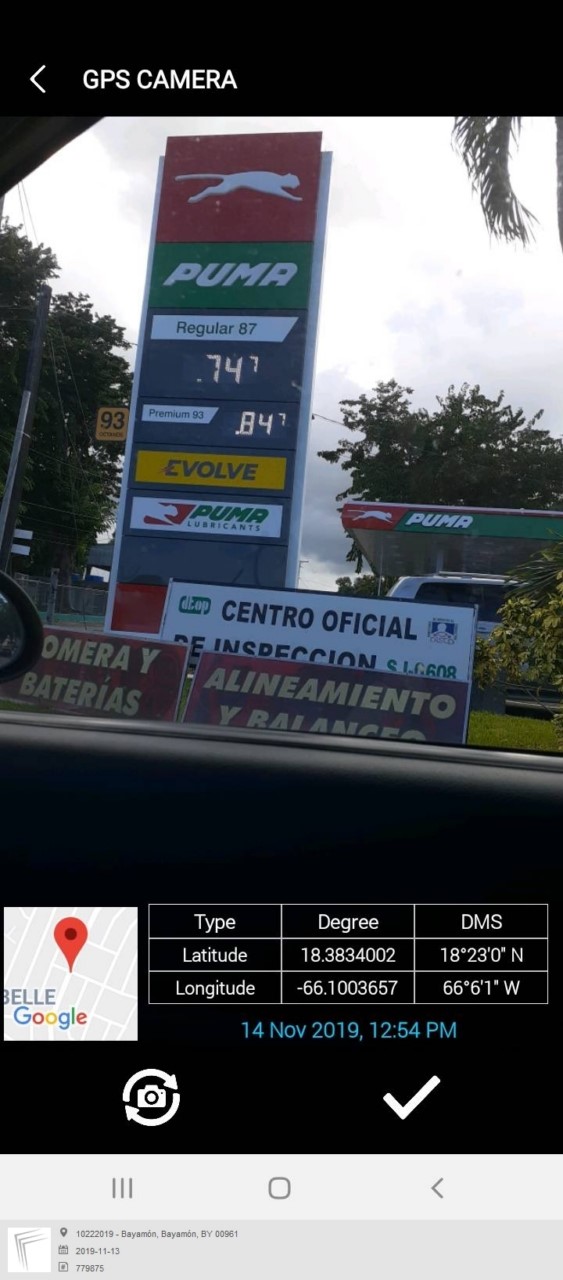 GPS CAMERA
PUMA
Regular 87
.74⁷
Premium 93 .84⁷
93
EVOLVE
PUMA
LUBRICANTS
PUMA
dtop CENTRO OFICIAL
DE INSPECCION
OMERA Y
BATERÍAS
ALINEAMIENTO
Y BALANCEO
Type Degree DMS
Latitude 18.3834002 18°23'0" N
Longitude -66.1003657 66°6'1" W
BELLE
Google
14 Nov 2019, 12:54 PM
10222019 - Bayamón, Bayamón, BY 00961
2019-11-13
779875